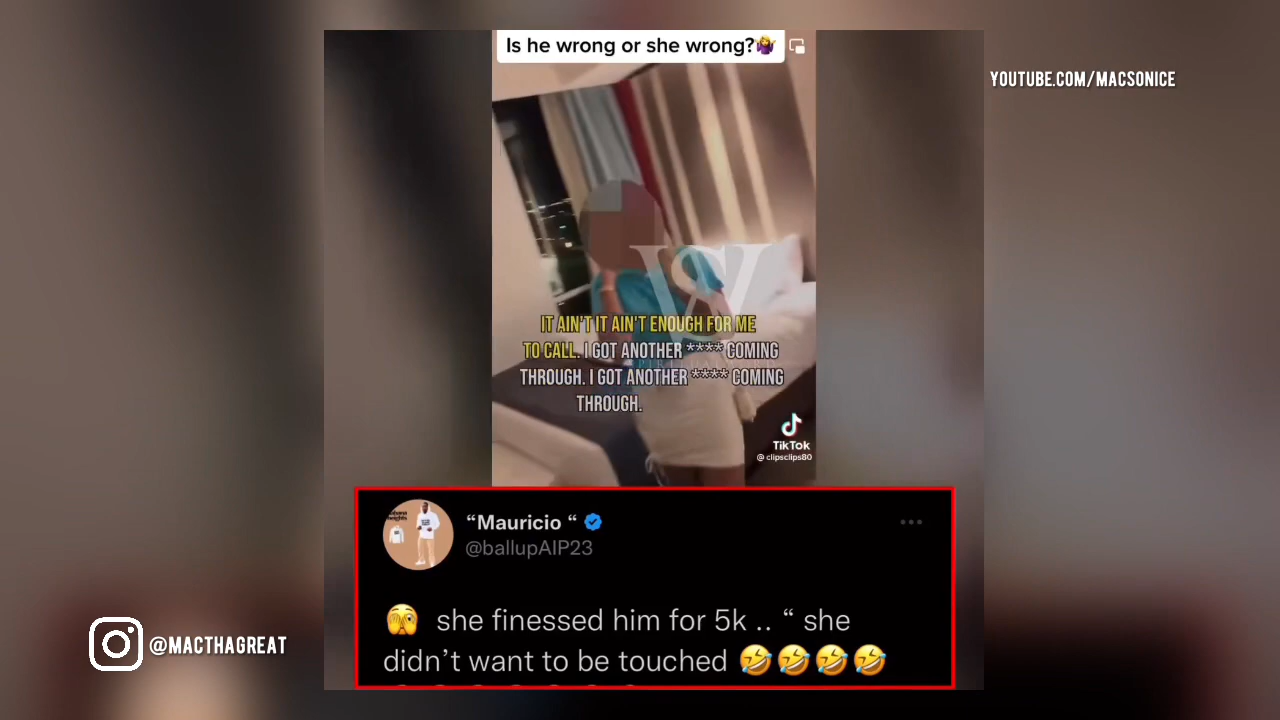 Is he wrong or she wrong?🤷‍♀️
YOUTUBE.COM/MACSONICE
W
IT AIN'T IT AIN'T ENOUGH FOR ME
TO CALL. I GOT ANOTHER **** COMING
THROUGH. I GOT ANOTHER **** COMING
THROUGH.
TikTok
@clipsclips80
“Mauricio “
@ballupAIP23
🫣 she finessed him for 5k .. “ she
didn’t want to be touched 🤣🤣🤣🤣
@MACTHAGREAT